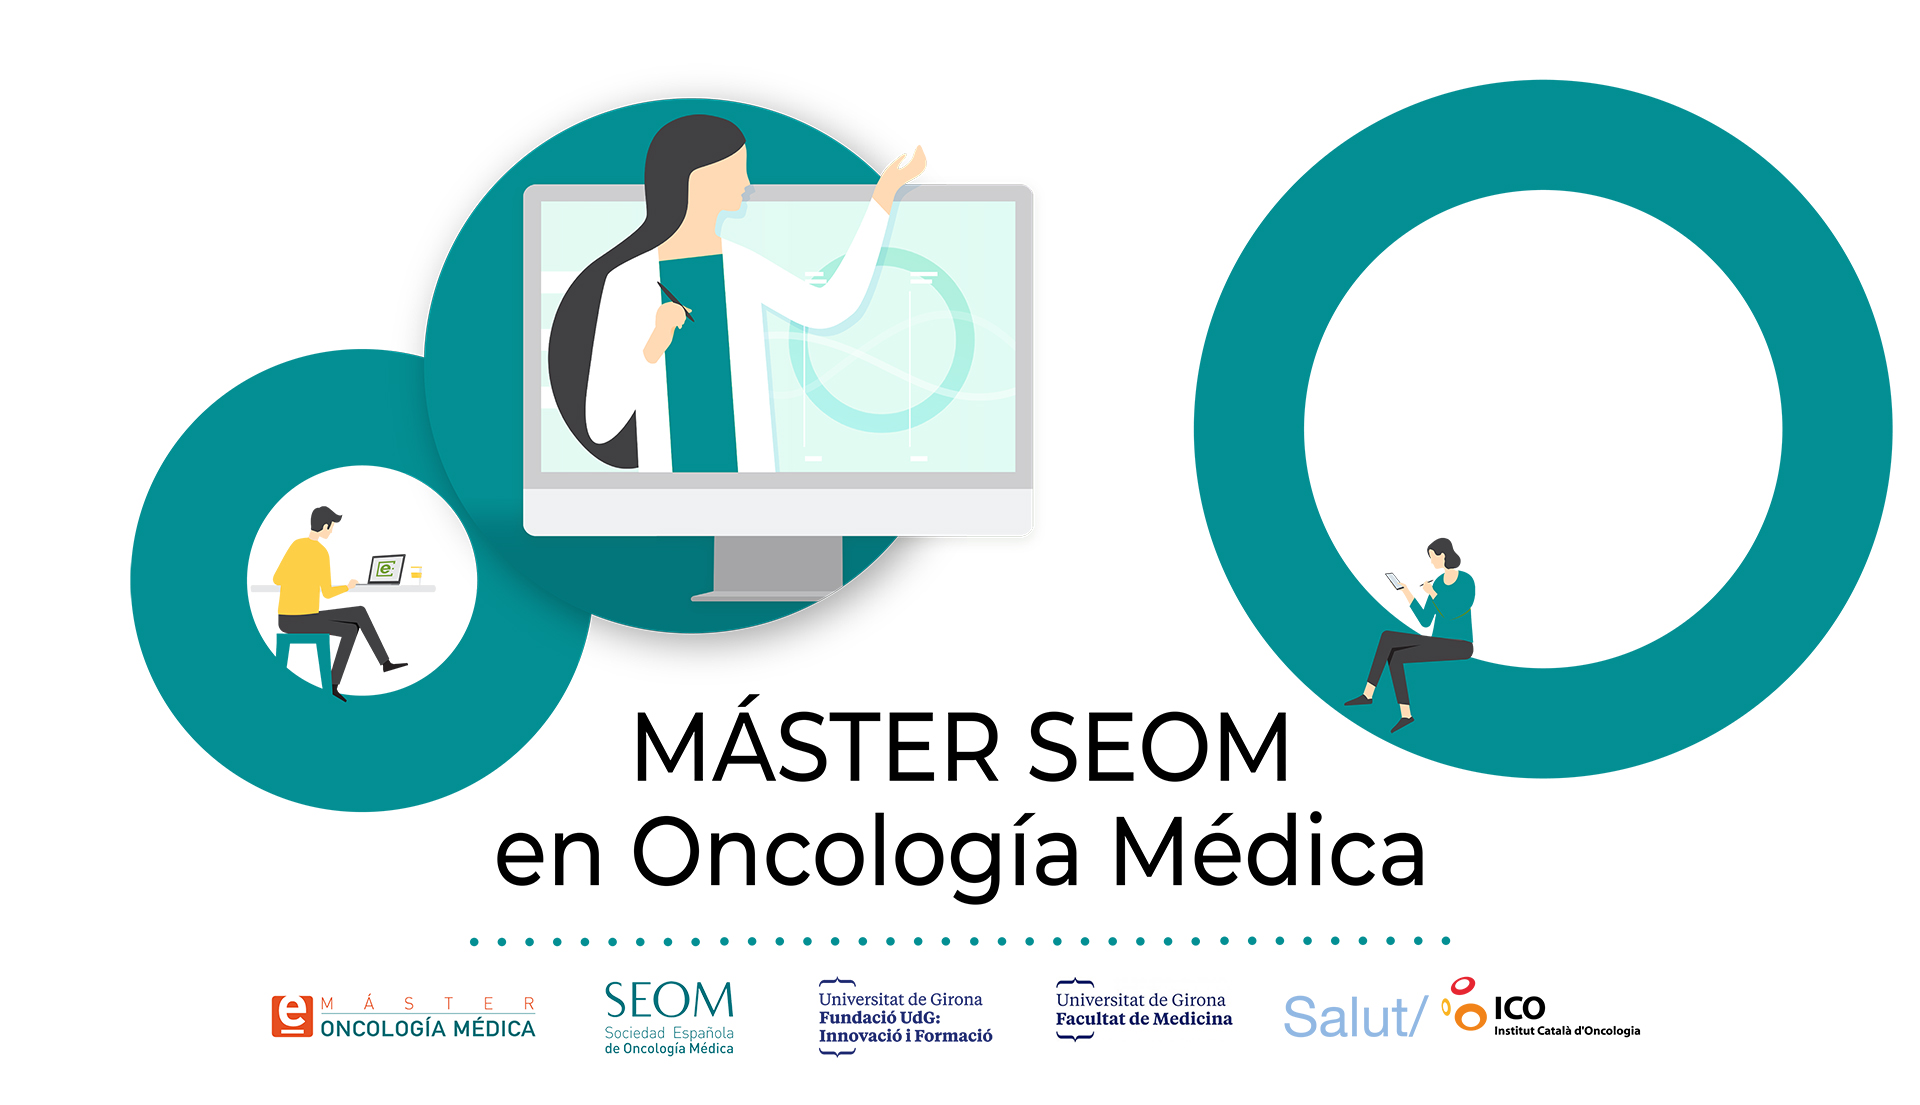 MÁSTER SEOM
en Oncología Médica
e MÁSTER
ONCOLOGÍA MÉDICA
SEOM
Sociedad Española
de Oncología Médica
Universitat de Girona
Fundació UdG:
Innovació i Formació
Universitat de Girona
Facultat de Medicina
Salut/
ICO
Institut Català d'Oncologia